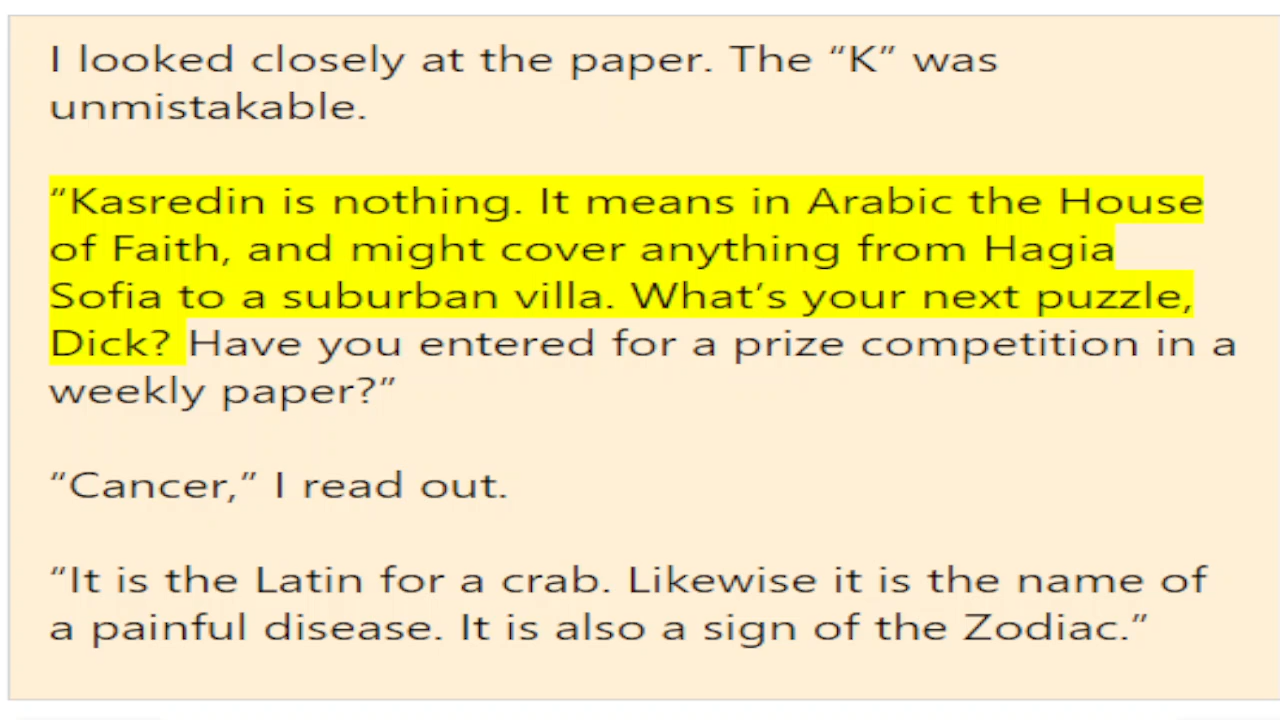 I looked closely at the paper. The “K” was
unmistakable.
“Kasredin is nothing. It means in Arabic the House
of Faith, and might cover anything from Hagia
Sofia to a suburban villa. What’s your next puzzle,
Dick? Have you entered for a prize competition in a
weekly paper?”
“Cancer,” I read out.
“It is the Latin for a crab. Likewise it is the name of
a painful disease. It is also a sign of the Zodiac.”